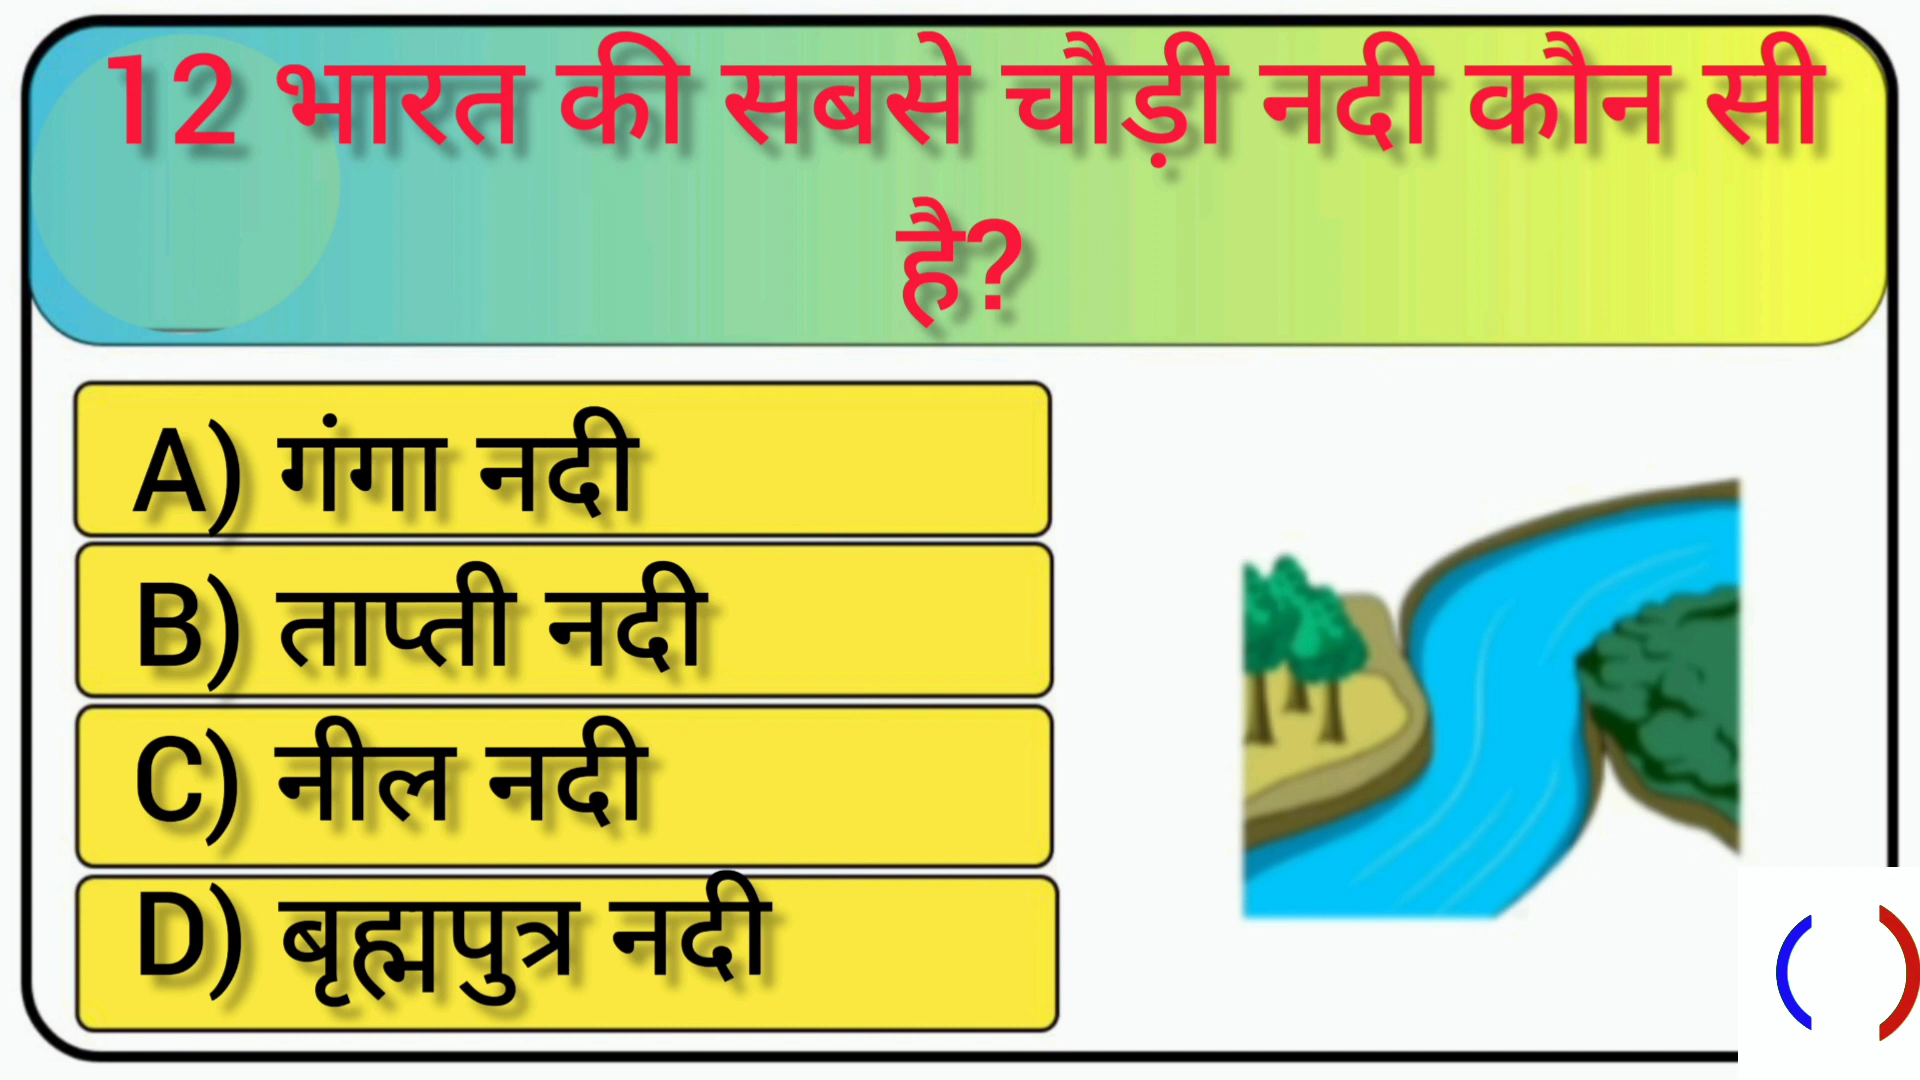 12 भारत की सबसे चौड़ी नदी कौन सी
है?
A) गंगा नदी
B) ताप्ती नदी
C) नील नदी
D) बृह्मपुत्र नदी